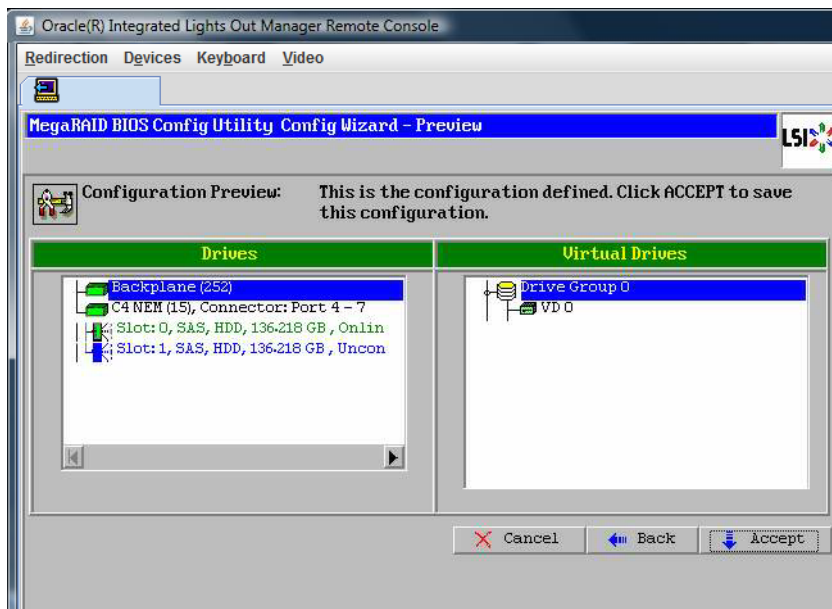 Oracle(R) Integrated Lights Out Manager Remote Console
Redirection Devices Keyboard Video
MegaRAID BIOS Config Utility Config Wizard - Preview
LSI
Configuration Preview: This is the configuration defined. Click ACCEPT to save
this configuration.
Drives
Backplane (252)
C4 NEM (15), Connector: Port 4 - 7
Slot: 0, SAS, HDD, 136.218 GB, Onlin
Slot: 1, SAS, HDD, 136.218 GB, Uncon
Virtual Drives
Drive Group 0
VD 0
Cancel Back Accept